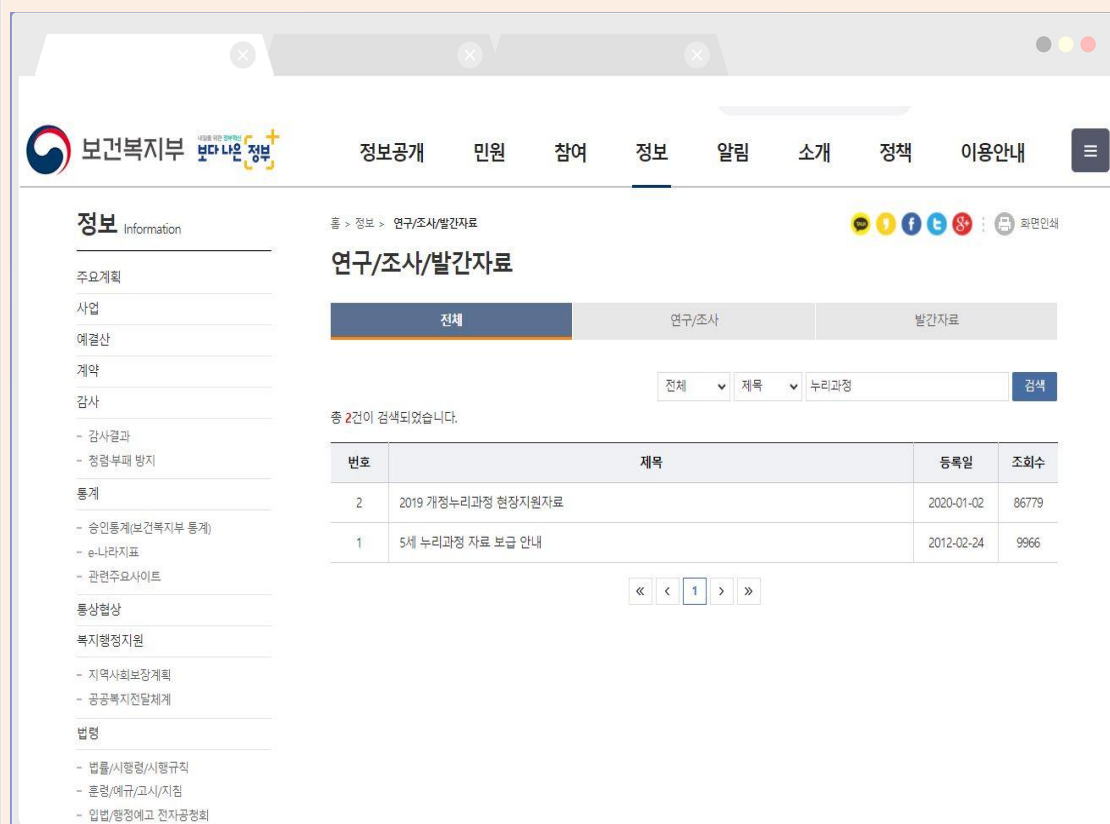 보건복지부
보다나은 정부
정보공개 민원 참여 정보 알림 소개 정책 이용안내
정보 Information
주요계획
사업
예결산
계약
감사
- 감사결과
- 청렴·부패 방지
통계
- 승인통계(보건복지부 통계)
- e-나라지표
- 관련주요사이트
통상협상
복지행정지원
- 지역사회보장계획
- 공공복지전달체계
법령
- 법률/시행령/시행규칙
- 훈령/예규/고시/지침
- 입법/행정예고 전자공청회
홈 > 정보 > 연구/조사/발간자료
화면인쇄
연구/조사/발간자료
전체 연구/조사 발간자료
전체 제목 누리과정 검색
총 2건이 검색되었습니다.
번호 제목 등록일 조회수
2 2019 개정누리과정 현장지원자료 2020-01-02 86779
1 5세 누리과정 자료 보급 안내 2012-02-24 9966
« < 1 > »